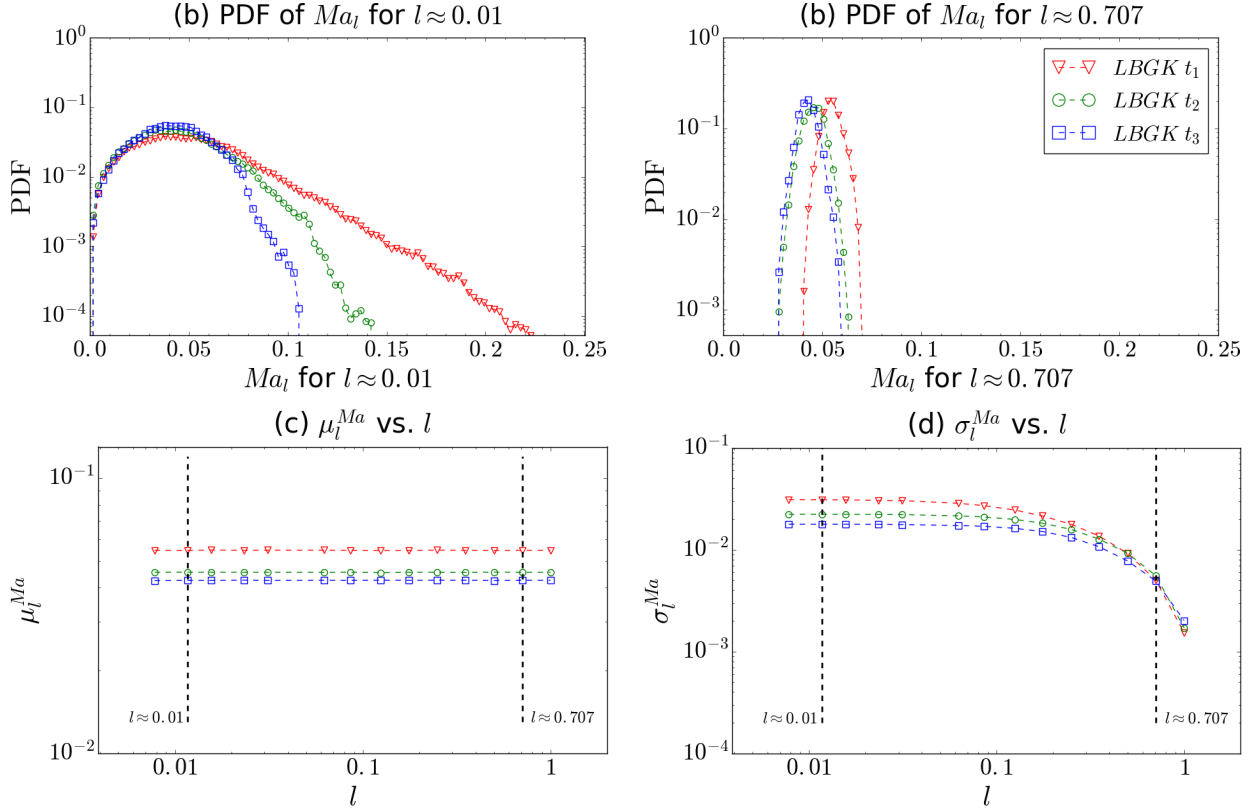 (b) PDF of Ma_l for l ≈ 0.01
10^0
10^{-1}
10^{-2}
10^{-3}
10^{-4}
PDF
0.0 0.05 0.1 0.15 0.2 0.25
Ma_l for l ≈ 0.01
(b) PDF of Ma_l for l ≈ 0.707
10^0
10^{-1}
10^{-2}
10^{-3}
PDF
LBGK t_1
LBGK t_2
LBGK t_3
0.0 0.05 0.1 0.15 0.2 0.25
Ma_l for l ≈ 0.707
(c) μ_l^{Ma} vs. l
10^{-1}
10^{-2}
μ_l^{Ma}
l ≈ 0.01
l ≈ 0.707
0.01 0.1 1
l
(d) σ_l^{Ma} vs. l
10^{-1}
10^{-2}
10^{-3}
10^{-4}
σ_l^{Ma}
l ≈ 0.01
l ≈ 0.707
0.01 0.1 1
l